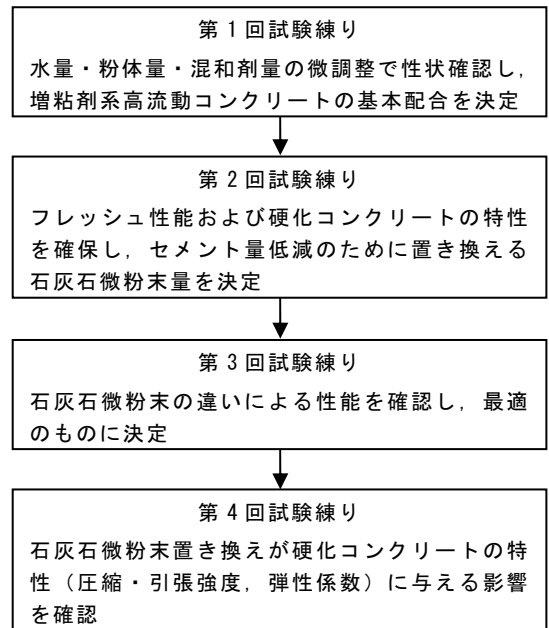 第1回試験練り
水量・粉体量・混和剤量の微調整で性状確認し，
増粘剤系高流動コンクリートの基本配合を決定
第2回試験練り
フレッシュ性能および硬化コンクリートの特性
を確保し，セメント量低減のために置き換える
石灰石微粉末量を決定
第3回試験練り
石灰石微粉末の違いによる性能を確認し，最適
のものに決定
第4回試験練り
石灰石微粉末置き換えが硬化コンクリートの特
性（圧縮・引張強度，弾性係数）に与える影響
を確認